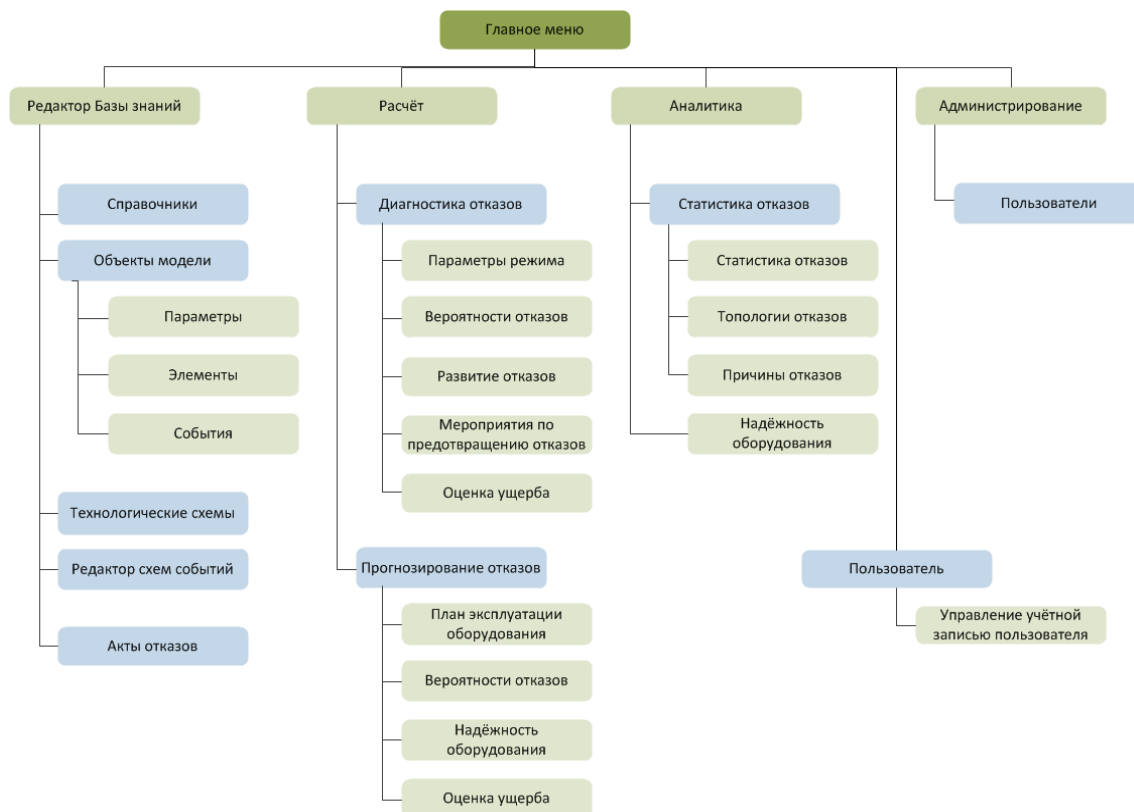 Главное меню
Редактор Базы знаний
Справочники
Объекты модели
Параметры
Элементы
События
Технологические схемы
Редактор схем событий
Акты отказов
Расчёт
Диагностика отказов
Параметры режима
Вероятности отказов
Развитие отказов
Мероприятия по
предотвращению отказов
Оценка ущерба
Прогнозирование отказов
План эксплуатации
оборудования
Вероятности отказов
Надёжность
оборудования
Оценка ущерба
Аналитика
Статистика отказов
Статистика отказов
Топологии отказов
Причины отказов
Надёжность
оборудования
Пользователь
Управление учётной
записью пользователя
Администрирование
Пользователи